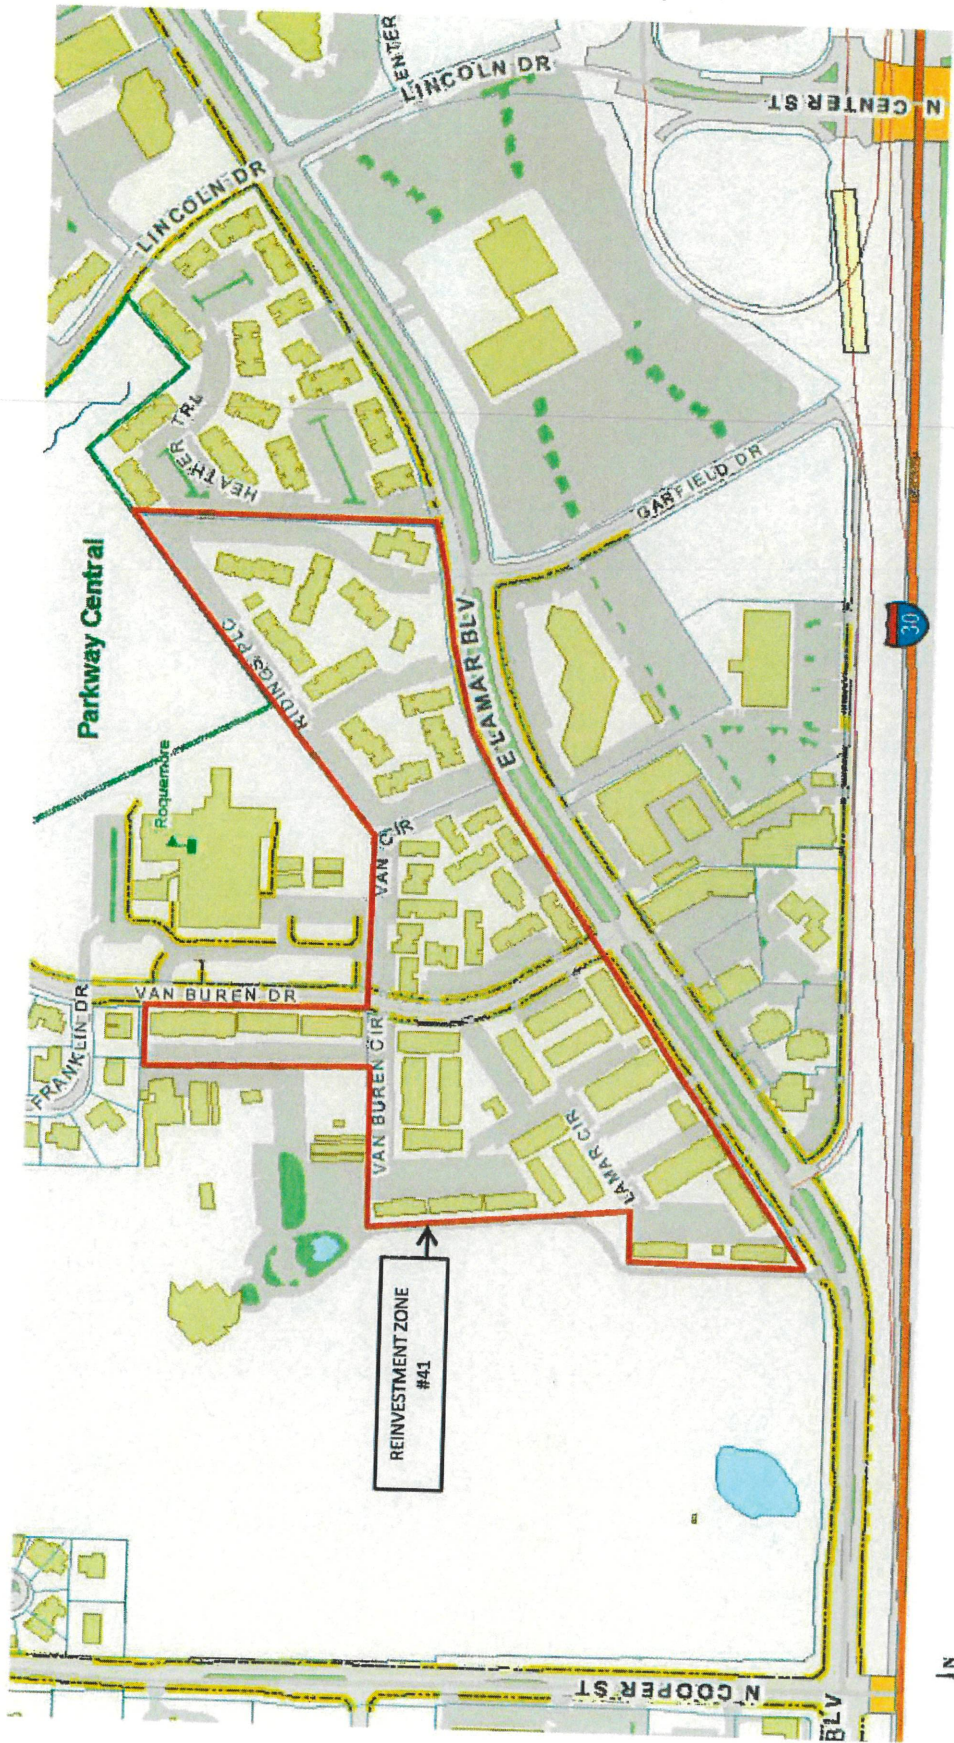 ENTER
LINCOLN DR
N CENTER ST
LINCOLN DR
HEATHER TRL
GARFIELD DR
Parkway Central
RIDINGS PLC
E LAMAR BLV
30
Roquemore
VAN CIR
VAN BUREN DR
FRANKLIN DR
VAN BUREN CIR
LAMAR CIR
REINVESTMENT ZONE
#41
N COOPER ST
BLV
N